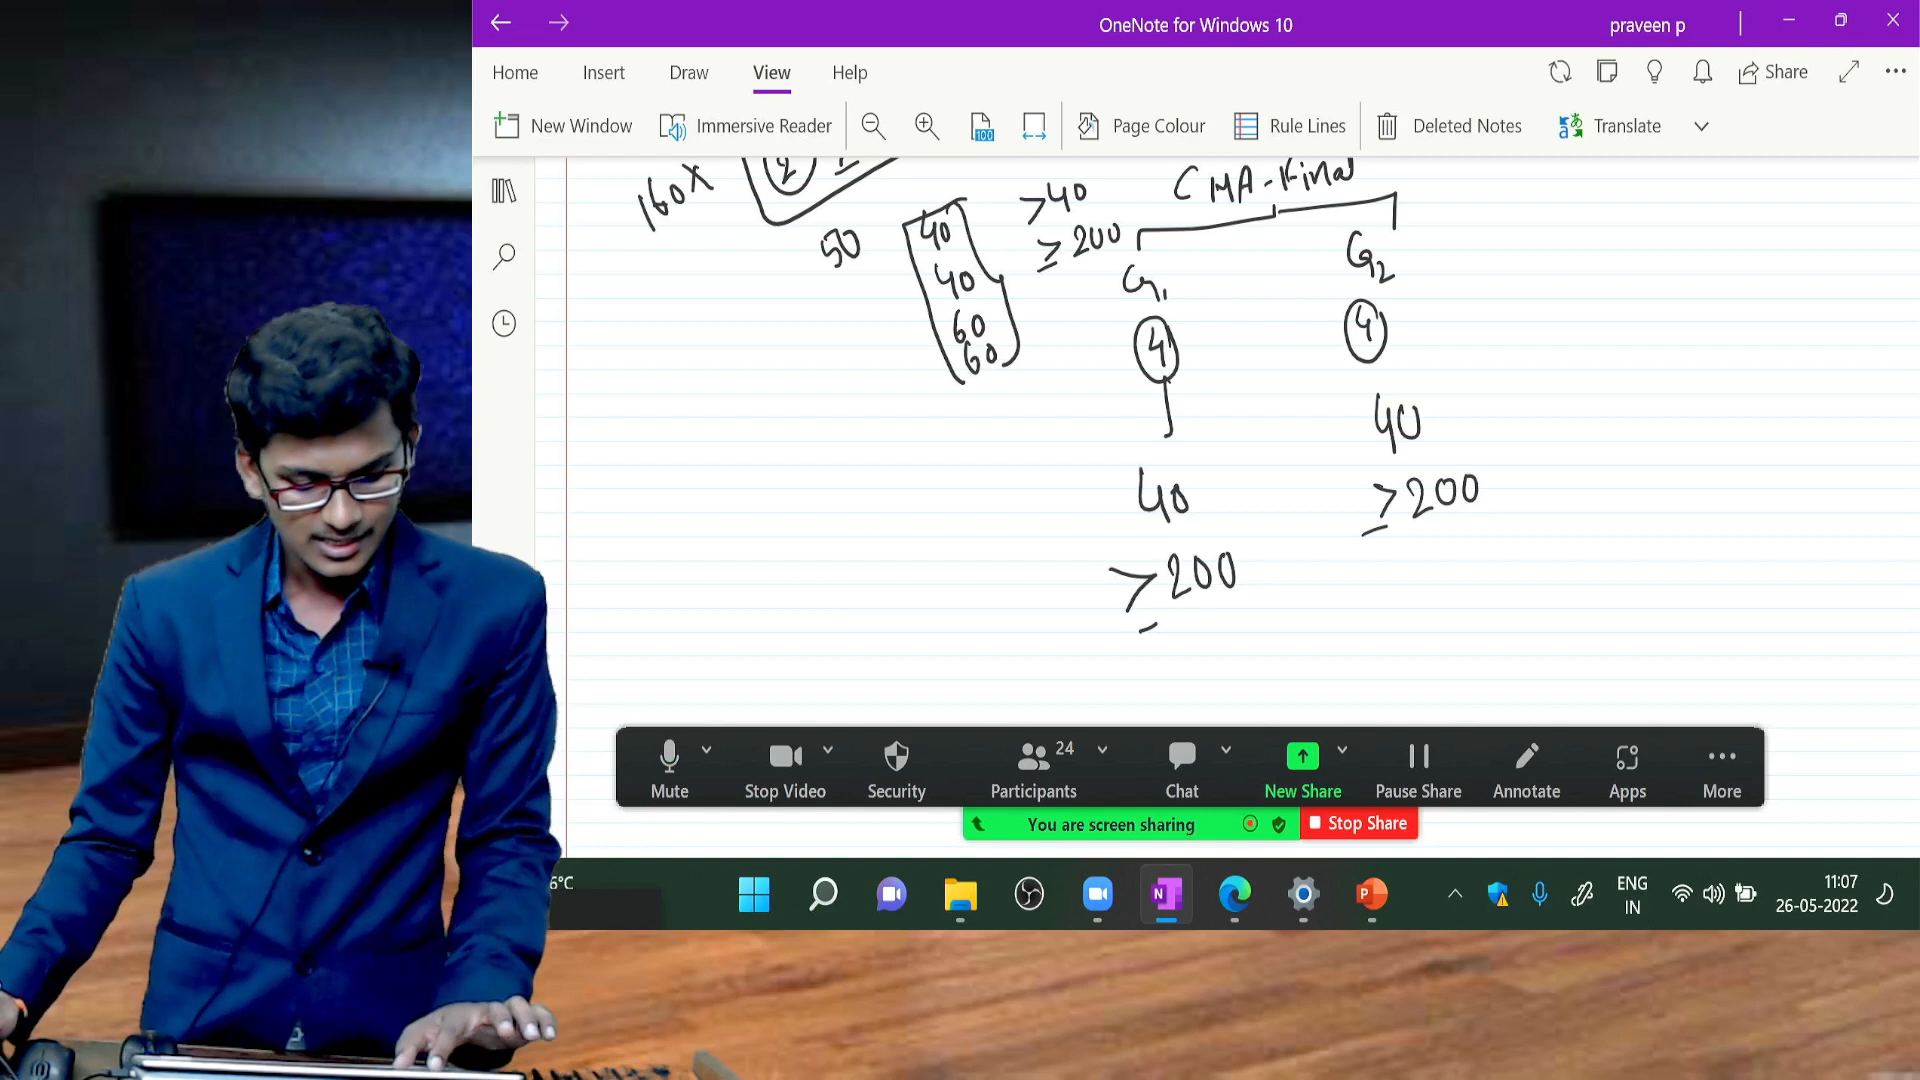 OneNote for Windows 10
praveen p
Home Insert Draw View Help
Share
New Window Immersive Reader 100 Page Colour Rule Lines Deleted Notes Translate
160X
2
50
40
40
60
60
>40
≥ 200
CMA-Final
G1
G2
4
4
40
≥ 200
40
≥ 200
24
Mute Stop Video Security Participants Chat New Share Pause Share Annotate Apps More
You are screen sharing Stop Share
6°C
ENG
IN
11:07
26-05-2022